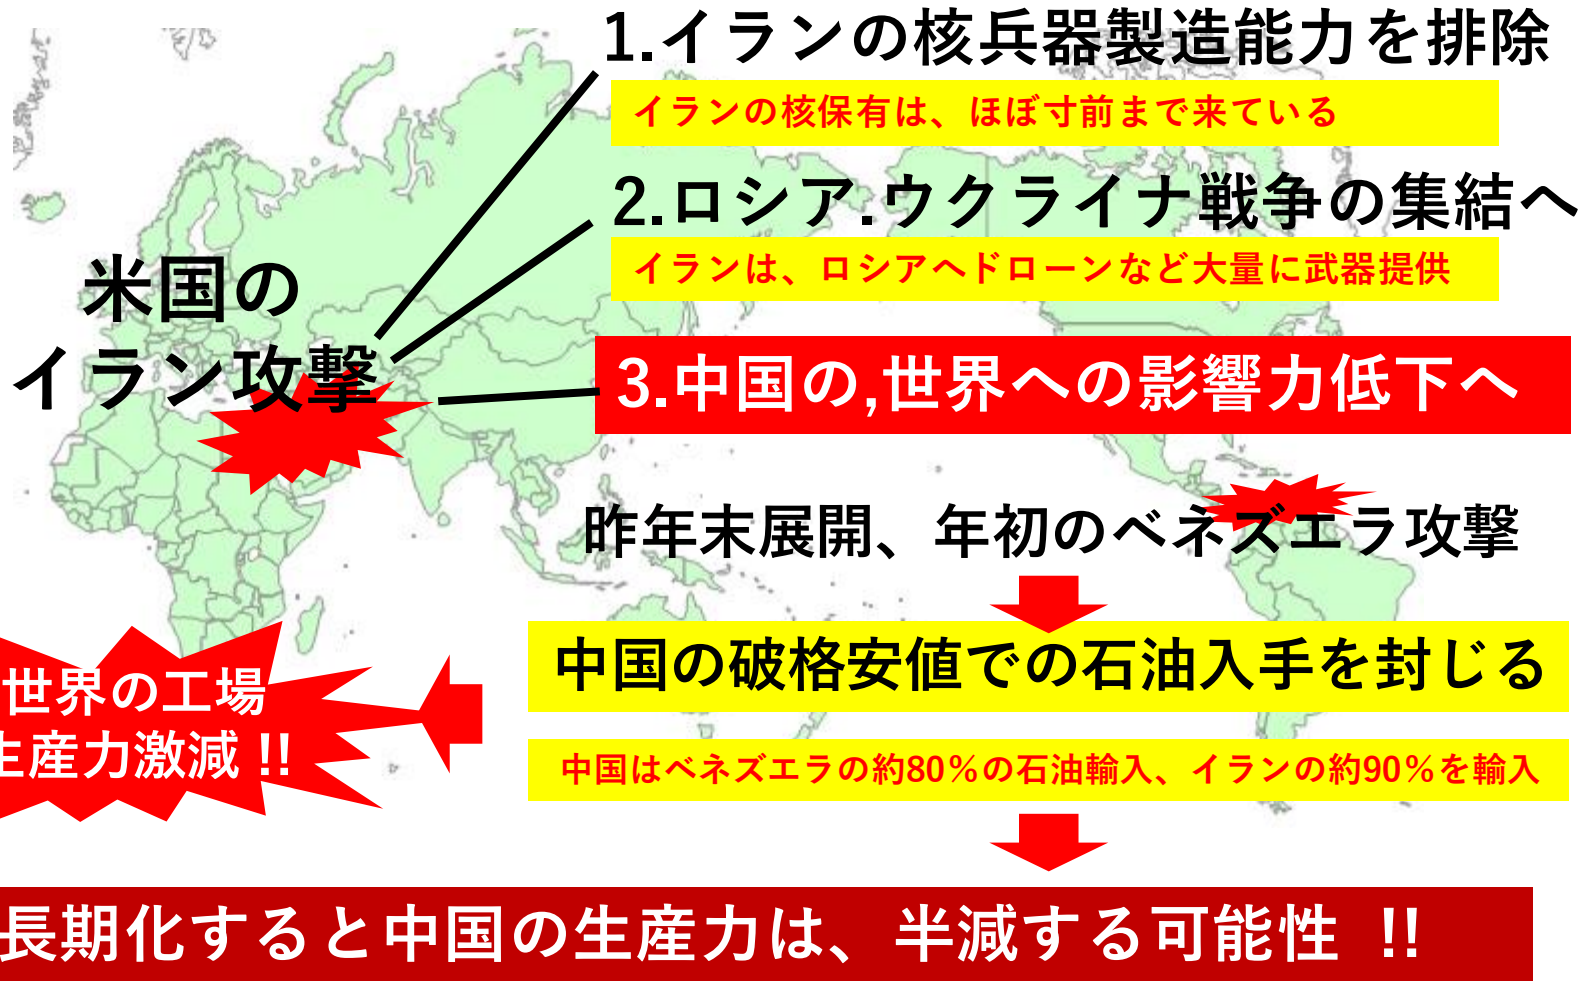 1.イランの核兵器製造能力を排除
イランの核保有は、ほぼ寸前まで来ている
2.ロシア.ウクライナ戦争の集結へ
イランは、ロシアへドローンなど大量に武器提供
米国の
イラン攻撃
3.中国の,世界への影響力低下へ
昨年末展開、年初のベネズエラ攻撃
中国の破格安値での石油入手を封じる
世界の工場
生産力激減 !!
中国はベネズエラの約80%の石油輸入、イランの約90%を輸入
長期化すると中国の生産力は、半減する可能性 !!